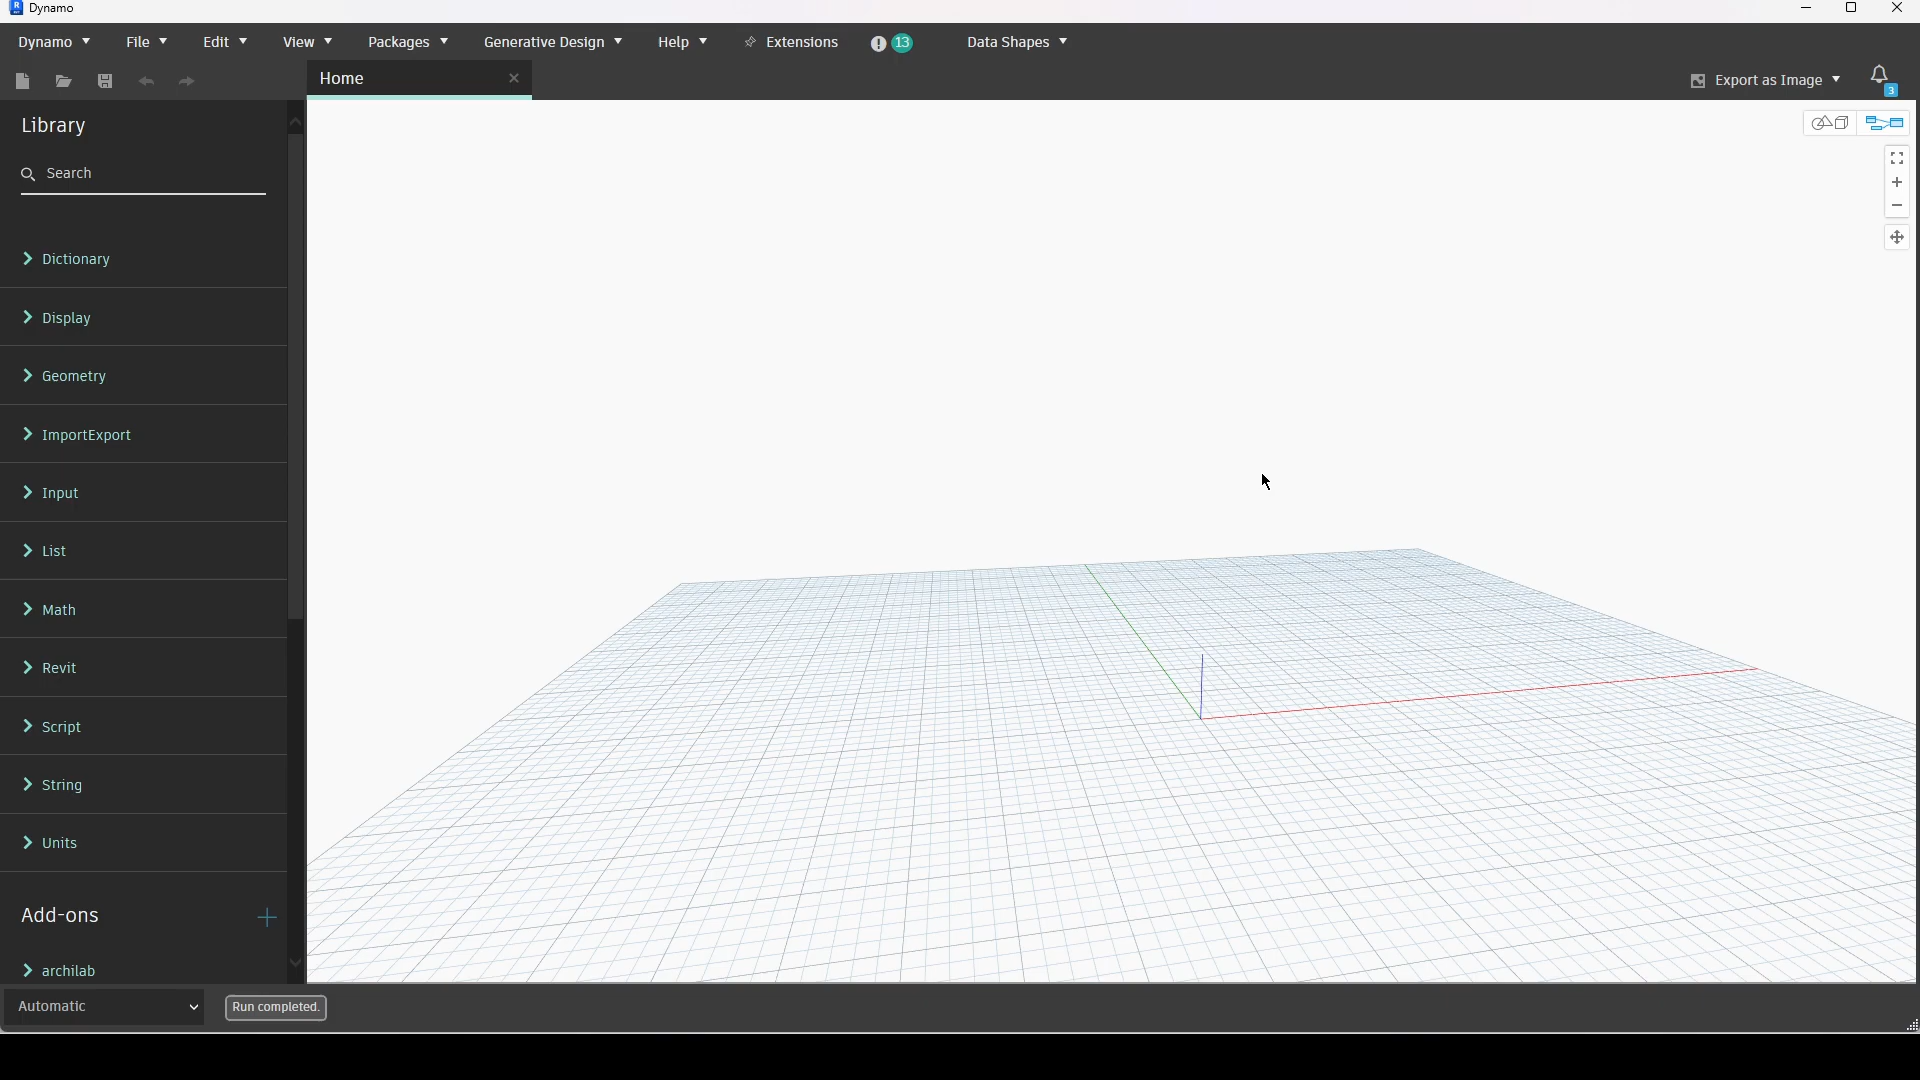 Dynamo
Dynamo File Edit View Packages Generative Design Help Extensions 13 Data Shapes
Home Export as Image 3
Library
Search
Dictionary
Display
Geometry
ImportExport
Input
List
Math
Revit
Script
String
Units
Add-ons
archilab
Automatic Run completed.